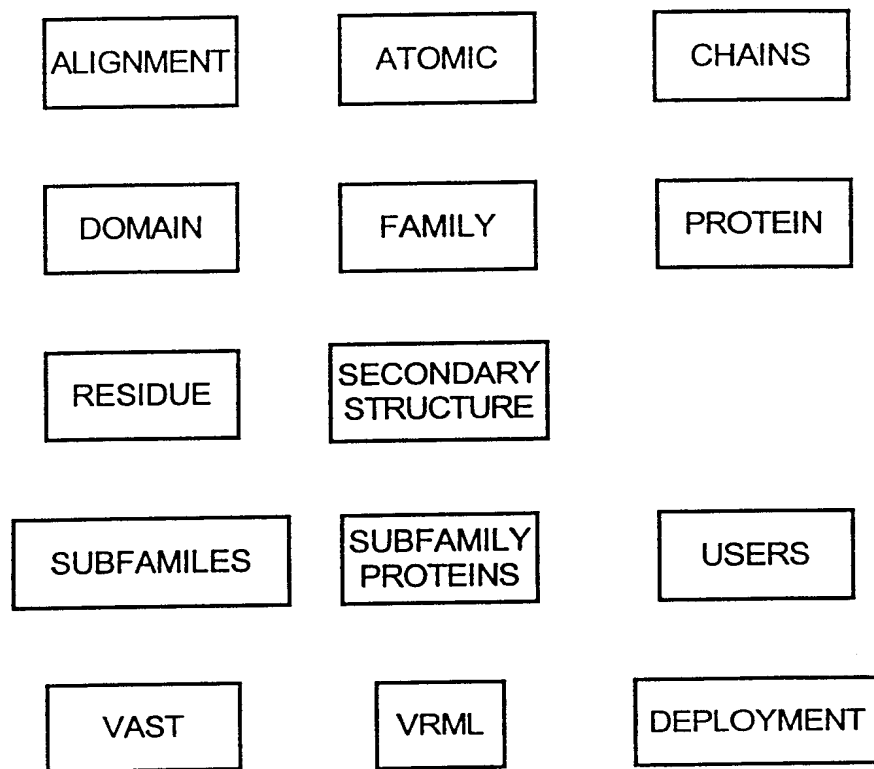 ALIGNMENT
ATOMIC
CHAINS
DOMAIN
FAMILY
PROTEIN
RESIDUE
SECONDARY
STRUCTURE
SUBFAMILES
SUBFAMILY
PROTEINS
USERS
VAST
VRML
DEPLOYMENT